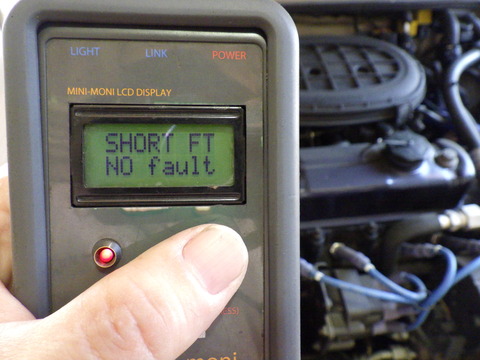 LIGHT LINK POWER
MINI-MONI LCD DISPLAY
SHORT FT
NO fault